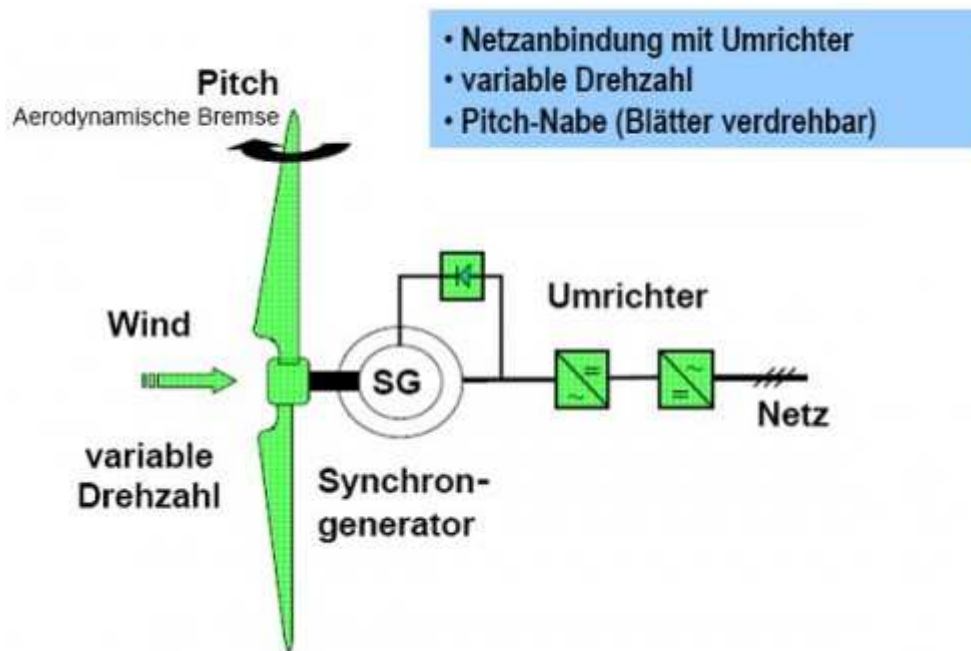 • Netzanbindung mit Umrichter
• variable Drehzahl
• Pitch-Nabe (Blätter verdrehbar)
Pitch
Aerodynamische Bremse
Umrichter
Wind
SG
=
~
~
=
Netz
variable
Drehzahl
Synchron-
generator